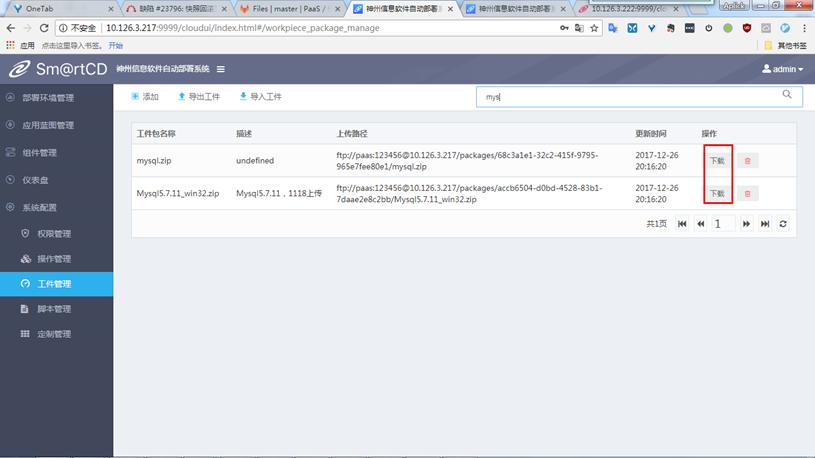 OneTab
缺陷 #23796: 快照回滚
Files | master | PaaS /
神州信息软件自动部署系
神州信息软件自动部署系
10.126.3.222:9999/clo
Aplick
不安全 | 10.126.3.217:9999/cloudui/index.html#/workpiece_package_manage
应用 点击这里导入书签。 开始
其他书签
Sm@rtCD 神州信息软件自动部署系统
admin
部署环境管理
应用蓝图管理
组件管理
仪表盘
系统配置
权限管理
操作管理
工件管理
脚本管理
定制管理
添加 导出工件 导入工件
mys
工件包名称 描述 上传路径 更新时间 操作
mysql.zip undefined ftp://paas:123456@10.126.3.217/packages/68c3a1e1-32c2-415f-9795-
965e7fee80e1/mysql.zip
2017-12-26
20:16:20
下载
Mysql5.7.11_win32.zip Mysql5.7.11，1118上传 ftp://paas:123456@10.126.3.217/packages/accb6504-d0bd-4528-83b1-
7daae2e8c2bb/Mysql5.7.11_win32.zip
2017-12-26
20:16:20
下载
共1页 1